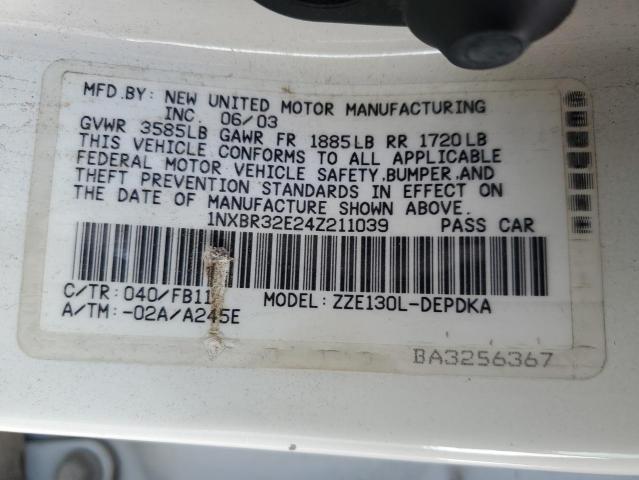 MFD.BY: NEW UNITED MOTOR MANUFACTURING
INC. 06/03
GVWR 3585LB GAWR FR 1885LB RR 1720LB
THIS VEHICLE CONFORMS TO ALL APPLICABLE
FEDERAL MOTOR VEHICLE SAFETY,BUMPER,AND
THEFT PREVENTION STANDARDS IN EFFECT ON
THE DATE OF MANUFACTURE SHOWN ABOVE.
1NXBR32E24Z211039 PASS CAR
C/TR: 040/FB11 MODEL: ZZE130L-DEPDKA
A/TM: -02A/A245E
BA3256367